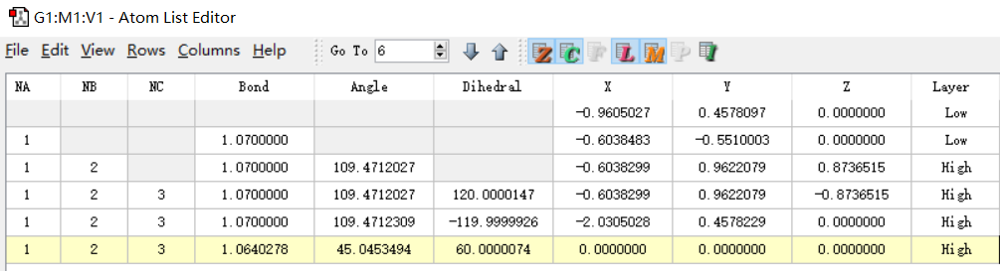 G1:M1:V1 - Atom List Editor
File Edit View Rows Columns Help Go To 6 Z C F L M P
NA NB NC Bond Angle Dihedral X Y Z Layer
-0.9605027 0.4578097 0.0000000 Low
1 1.0700000 -0.6038483 -0.5510003 0.0000000 Low
1 2 1.0700000 109.4712027 -0.6038299 0.9622079 0.8736515 High
1 2 3 1.0700000 109.4712027 120.0000147 -0.6038299 0.9622079 -0.8736515 High
1 2 3 1.0700000 109.4712309 -119.9999926 -2.0305028 0.4578229 0.0000000 High
1 2 3 1.0640278 45.0453494 60.0000074 0.0000000 0.0000000 0.0000000 High